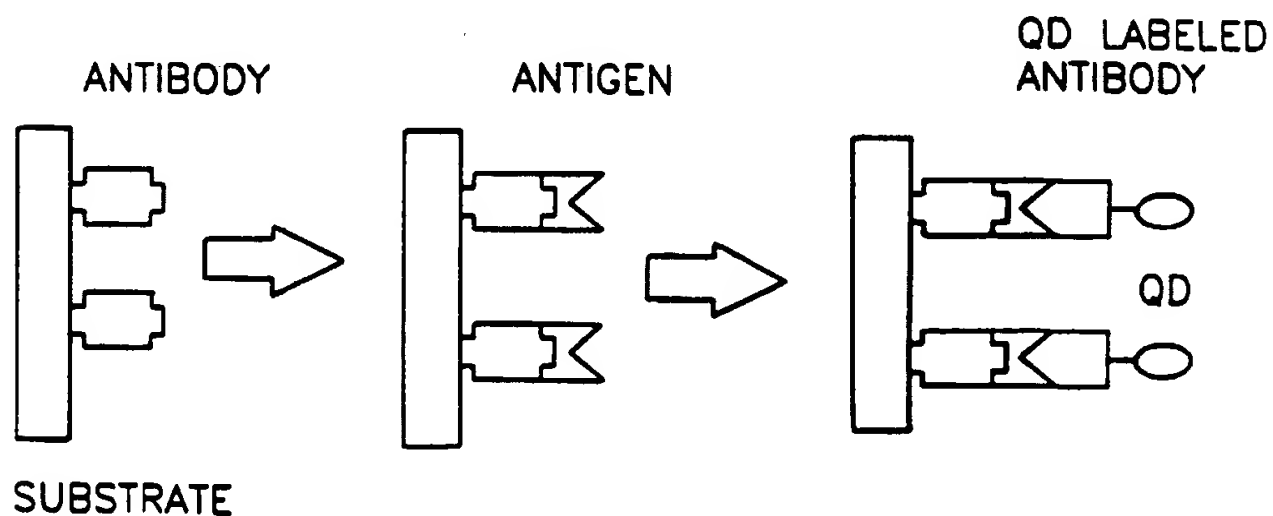 ANTIBODY
ANTIGEN
QD LABELED
ANTIBODY
QD
SUBSTRATE